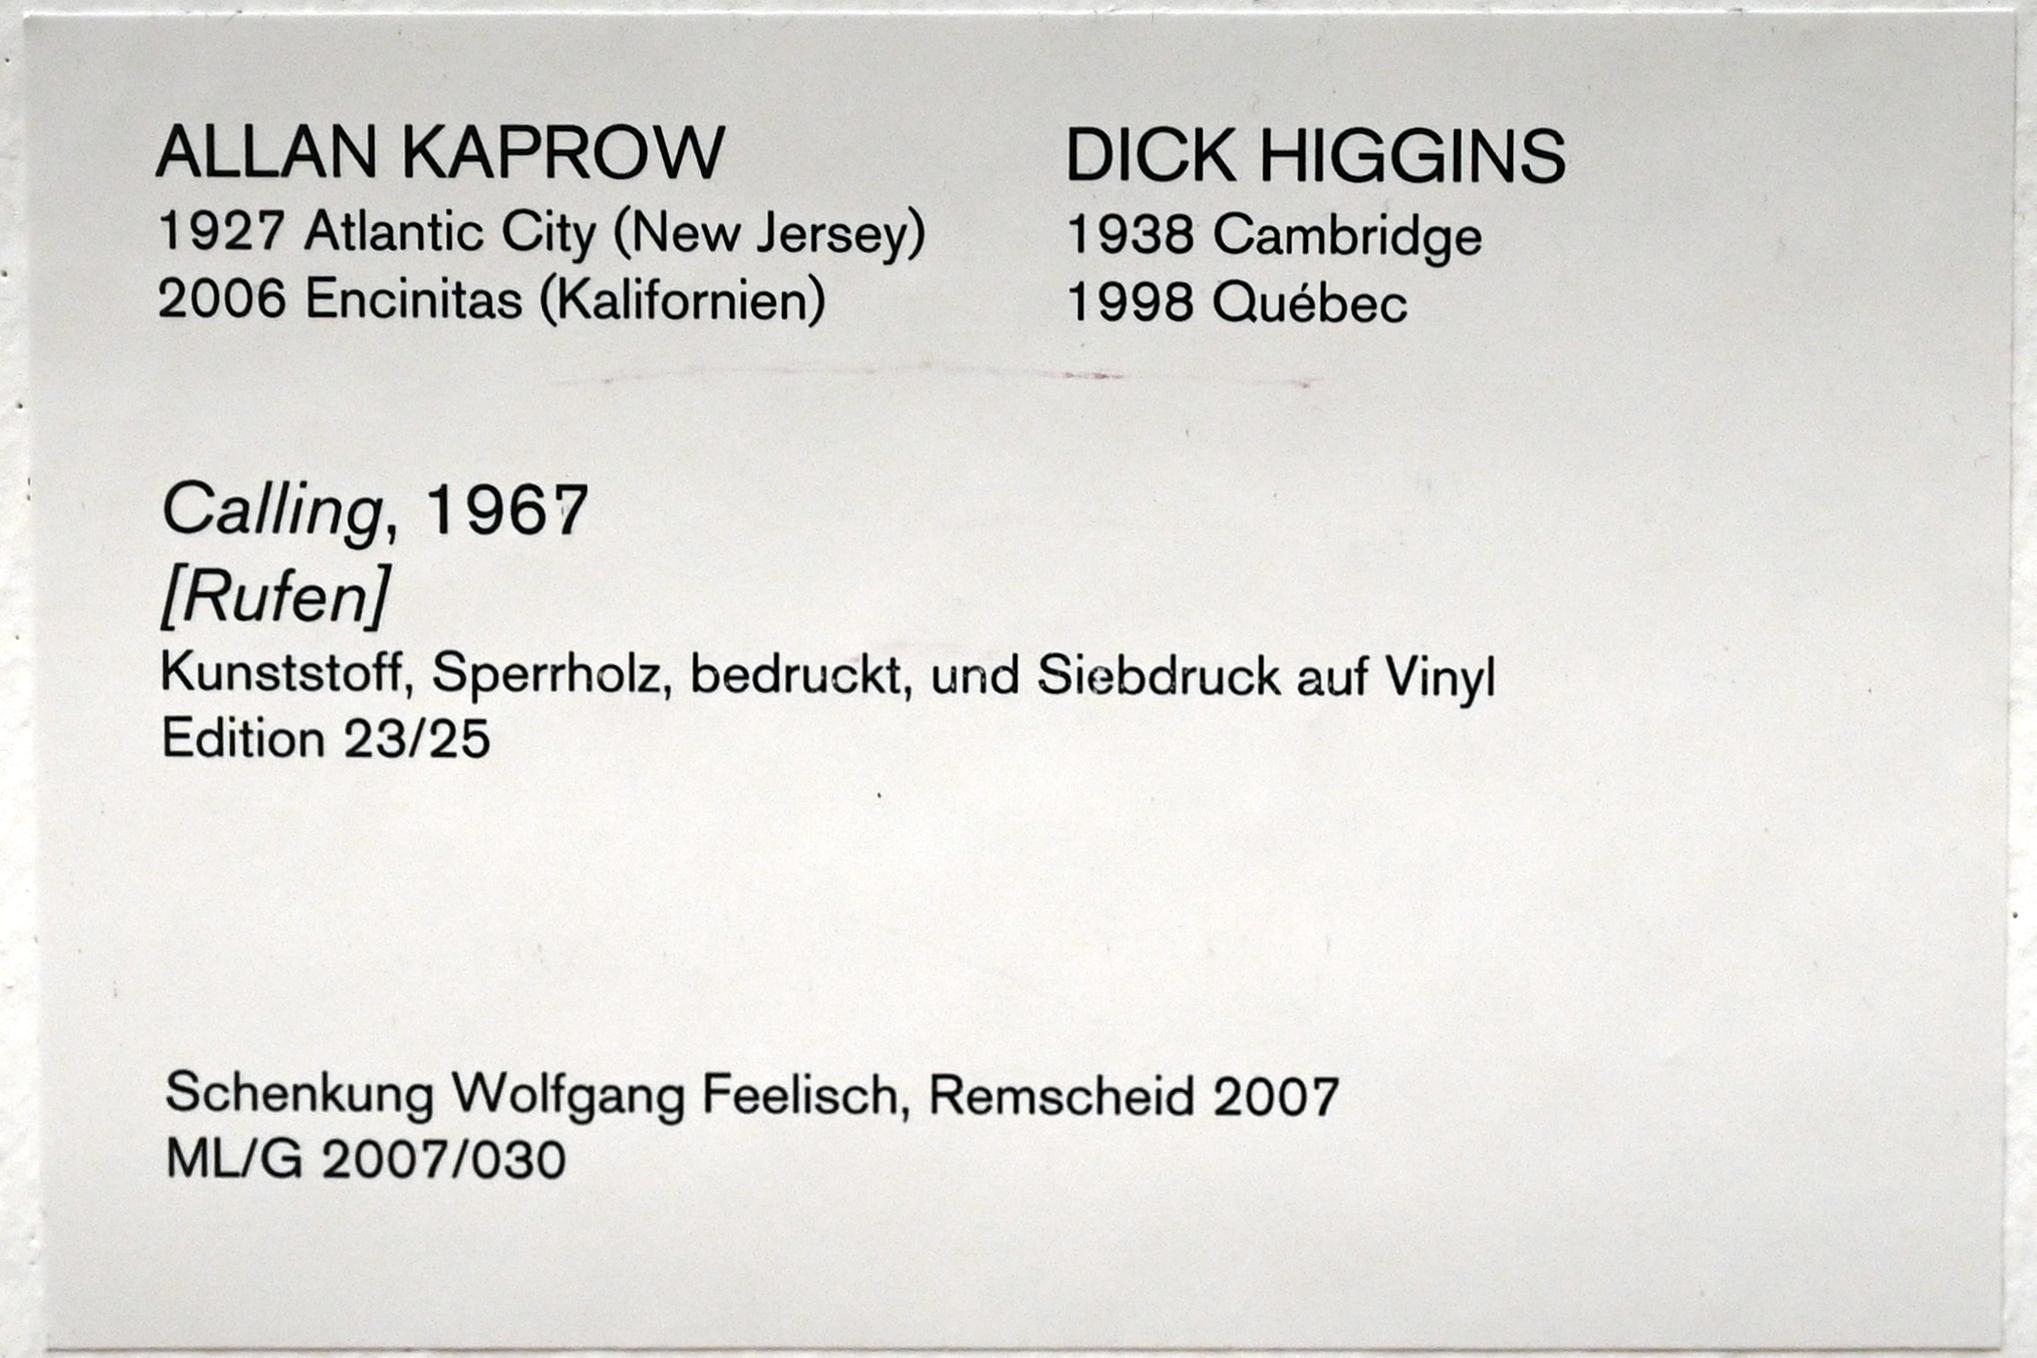 ALLAN KAPROW
1927 Atlantic City (New Jersey)
2006 Encinitas (Kalifornien)
DICK HIGGINS
1938 Cambridge
1998 Québec
Calling, 1967
[Rufen]
Kunststoff, Sperrholz, bedruckt, und Siebdruck auf Vinyl
Edition 23/25
Schenkung Wolfgang Feelisch, Remscheid 2007
ML/G 2007/030